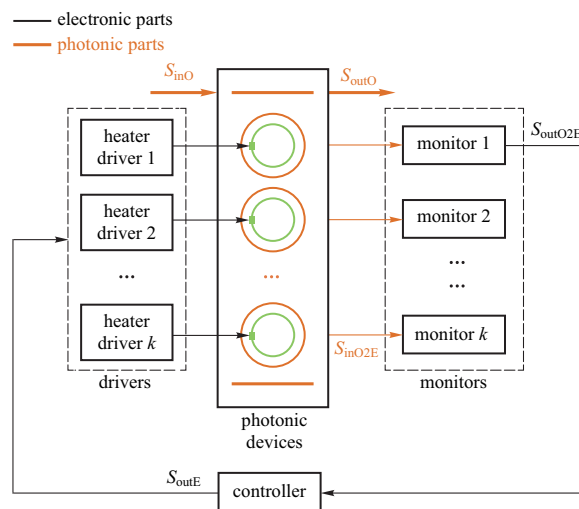 electronic parts
photonic parts
S_inO
S_outO
heater
driver 1
monitor 1
S_outO2E
heater
driver 2
monitor 2
...
...
...
...
heater
driver k
monitor k
S_inO2E
drivers
monitors
photonic
devices
S_outE
controller